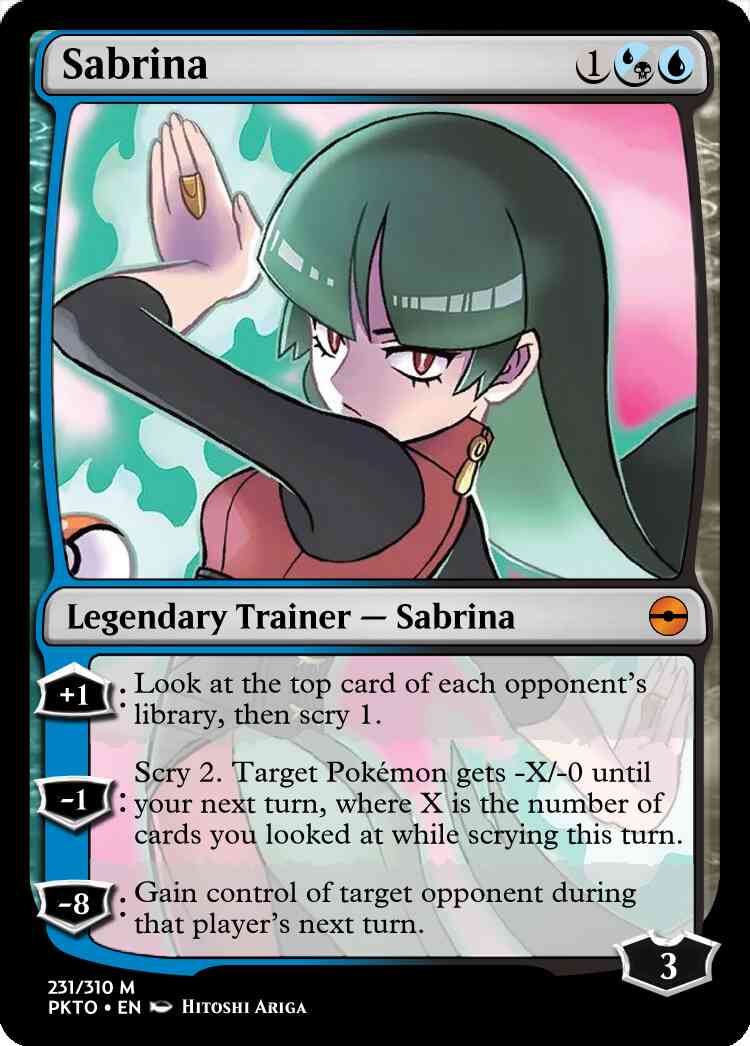 Sabrina 1
Legendary Trainer — Sabrina
+1: Look at the top card of each opponent's
library, then scry 1.
Scry 2. Target Pokémon gets -X/-0 until
-1: your next turn, where X is the number of
cards you looked at while scrying this turn.
-8: Gain control of target opponent during
that player's next turn.
3
231/310 M
PKTO • EN Hitoshi Ariga